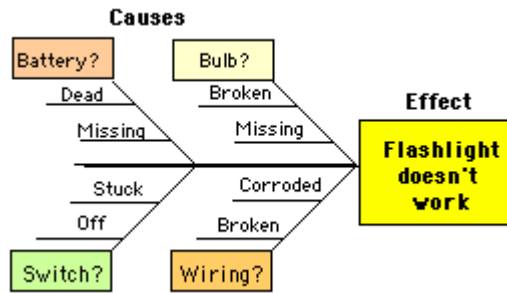 Causes
Battery?
Dead
Missing
Bulb?
Broken
Missing
Effect
Flashlight
doesn't
work
Stuck
Off
Switch?
Corroded
Broken
Wiring?